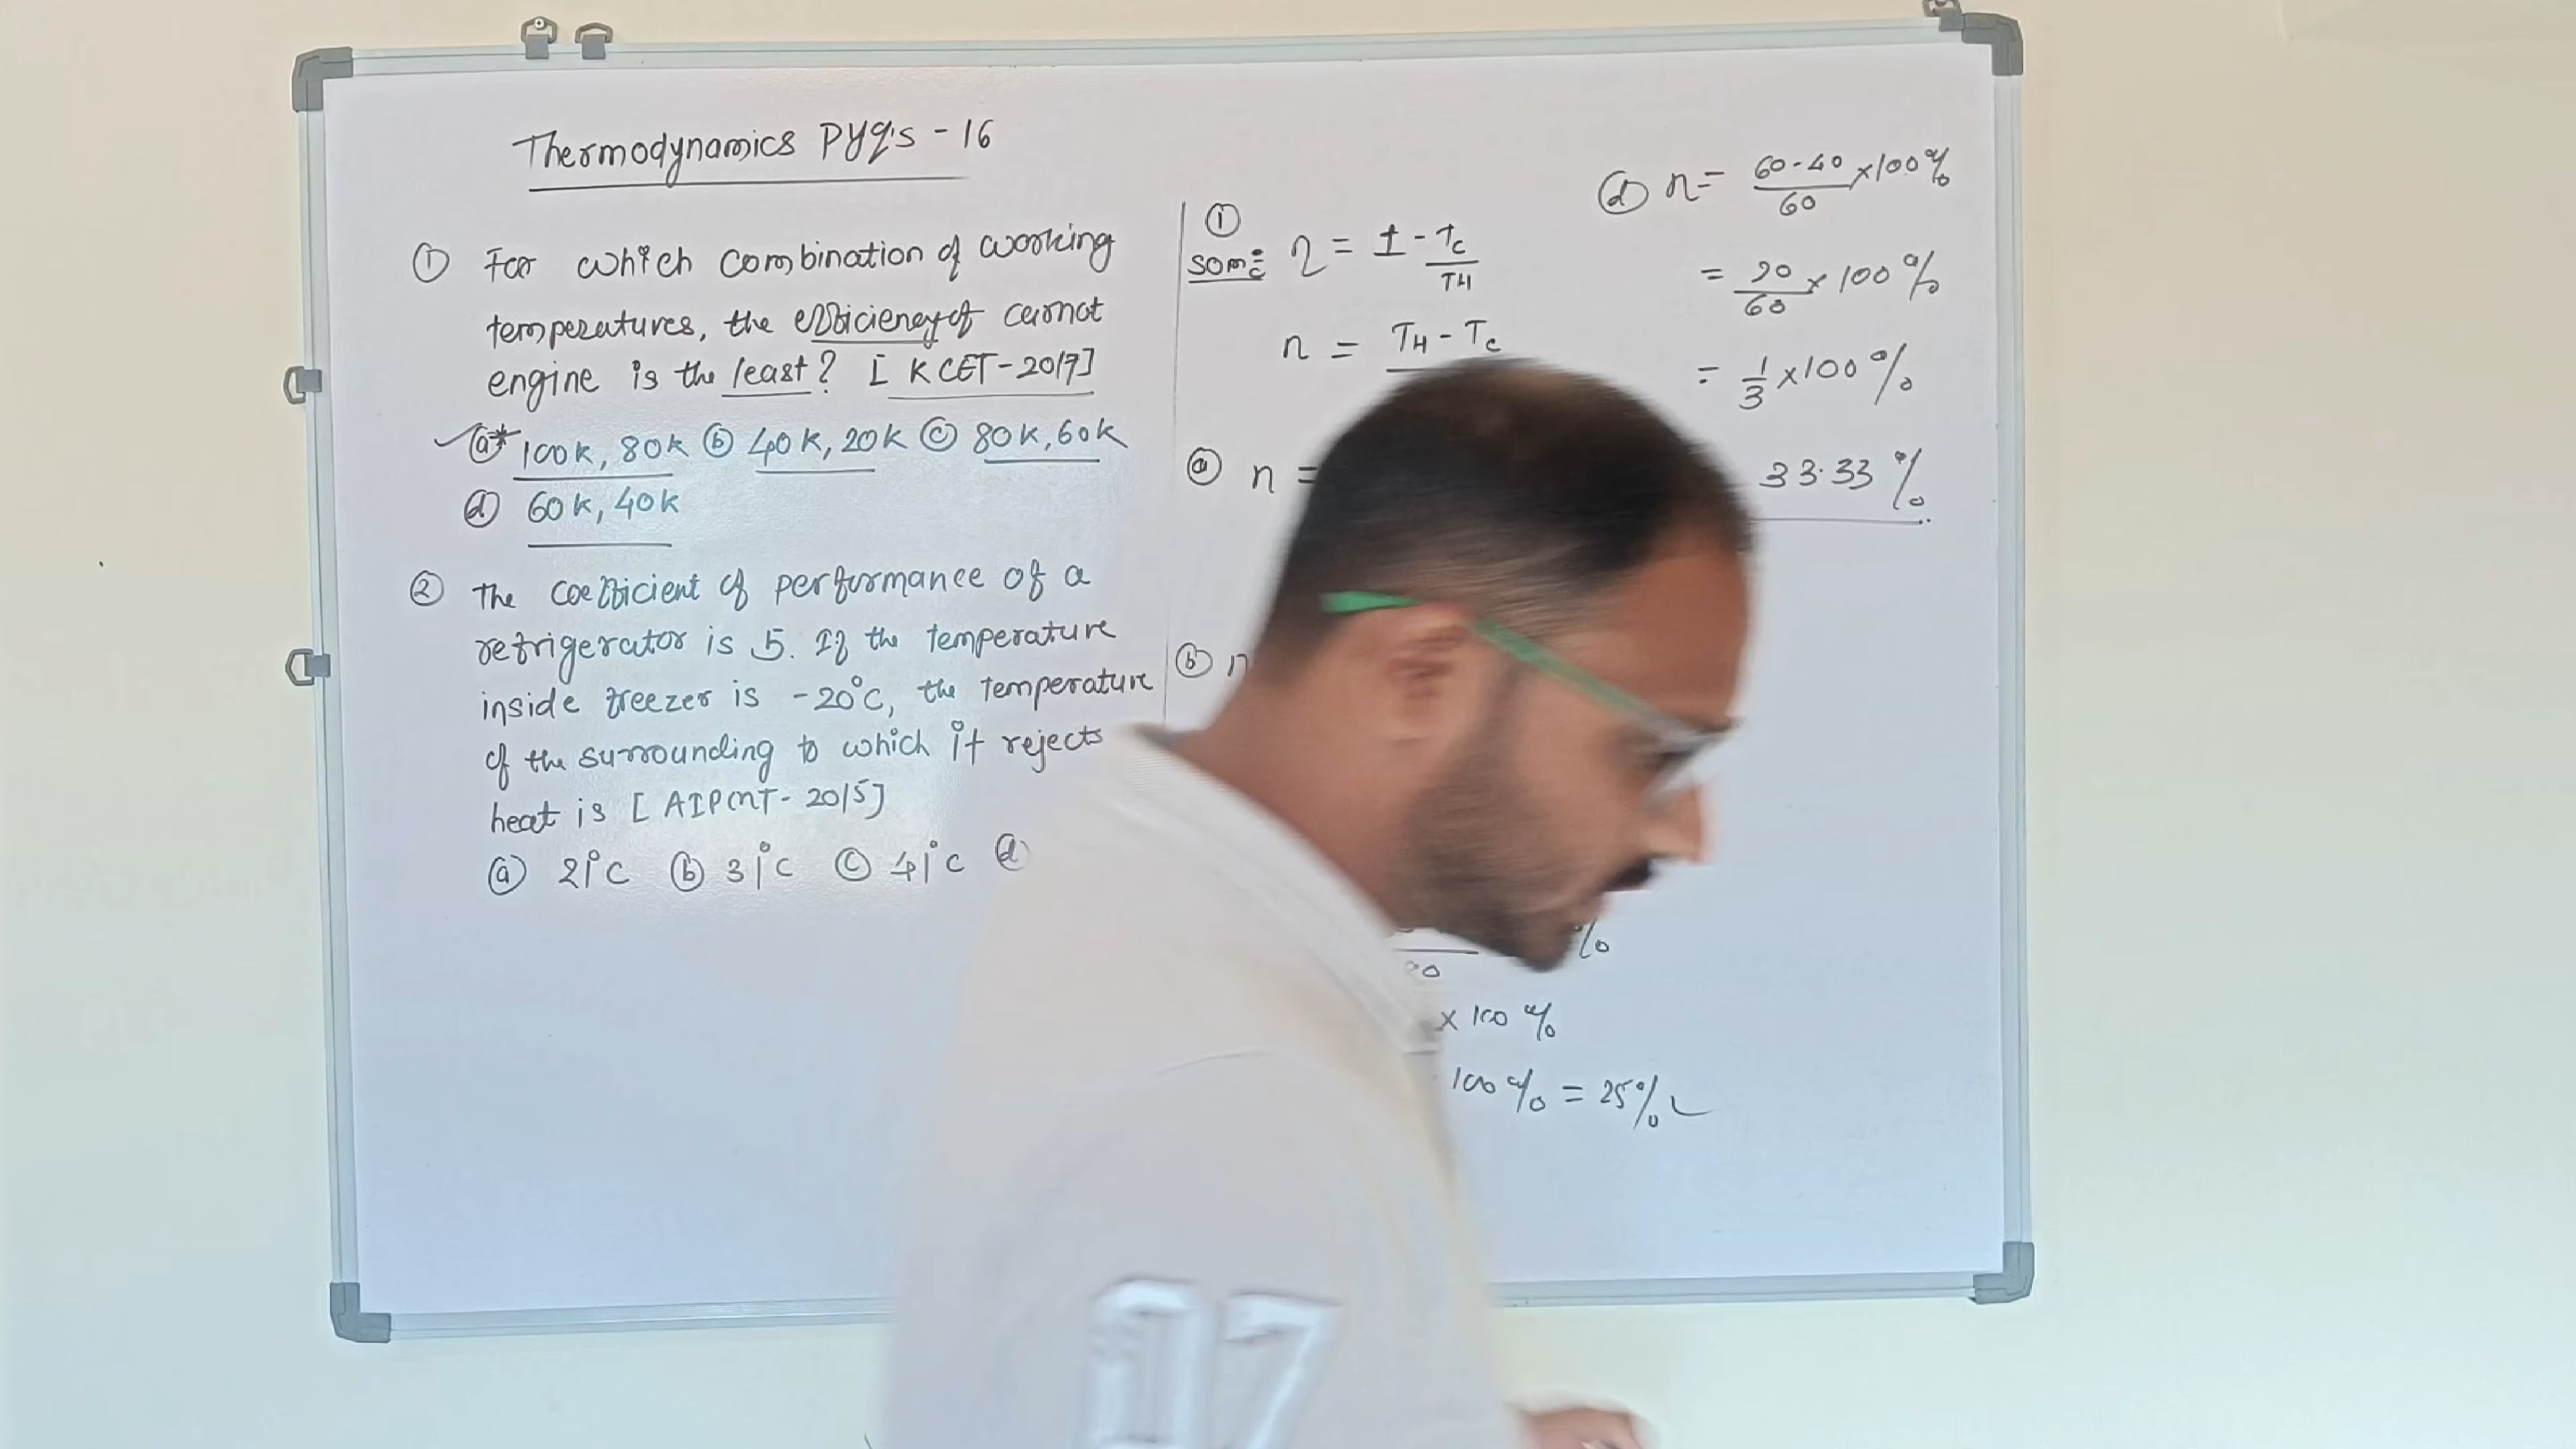 Thermodynamics PYq's - 16
① For which combination of working
temperatures, the efficiency of carnot
engine is the least? [KCET-2017]
ⓐ* 100K, 80K ⓑ 40K, 20K ⓒ 80K, 60K
ⓓ 60K, 40K
② The coefficient of performance of a
refrigerator is 5. If the temperature
inside freezer is -20°C, the temperature
of the surrounding to which it rejects
heat is [AIPMT-2015]
ⓐ 21°C ⓑ 31°C ⓒ 41°C ⓓ
①
η = 1 - Tc/TH
n = TH - Tc
ⓐ n =
ⓑ n
%
x 100 %
100 % = 25%
ⓓ n = 60-40/60 x 100%
= 20/60 x 100%
= 1/3 x 100%
33.33 %
07